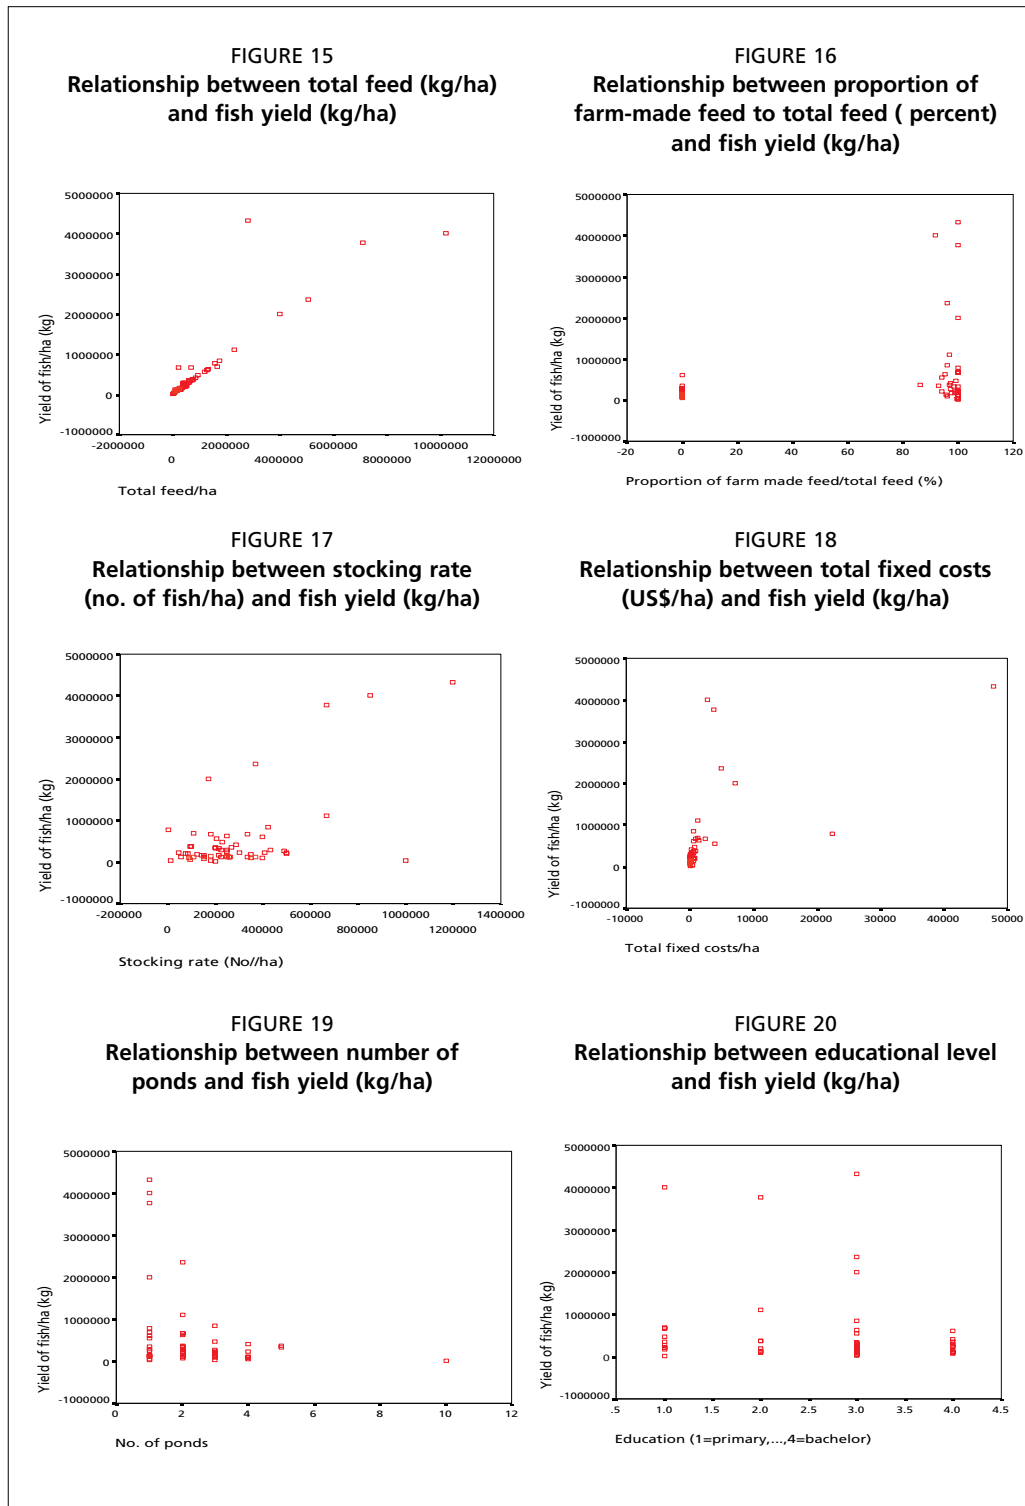 FIGURE 15
Relationship between total feed (kg/ha)
and fish yield (kg/ha)
5000000
4000000
3000000
2000000
1000000
0
-1000000
Yield of fish/ha (kg)
-2000000 2000000 6000000 10000000
0 4000000 8000000 12000000
Total feed/ha
FIGURE 16
Relationship between proportion of
farm-made feed to total feed ( percent)
and fish yield (kg/ha)
5000000
4000000
3000000
2000000
1000000
0
-1000000
Yield of fish/ha (kg)
-20 0 20 40 60 80 100 120
Proportion of farm made feed/total feed (%)
FIGURE 17
Relationship between stocking rate
(no. of fish/ha) and fish yield (kg/ha)
5000000
4000000
3000000
2000000
1000000
0
-1000000
Yield of fish/ha (kg)
-200000 200000 600000 1000000 1400000
0 400000 800000 1200000
Stocking rate (No//ha)
FIGURE 18
Relationship between total fixed costs
(US$/ha) and fish yield (kg/ha)
5000000
4000000
3000000
2000000
1000000
0
-1000000
Yield of fish/ha (kg)
-10000 0 10000 20000 30000 40000 50000
Total fixed costs/ha
FIGURE 19
Relationship between number of
ponds and fish yield (kg/ha)
5000000
4000000
3000000
2000000
1000000
0
-1000000
Yield of fish/ha (kg)
0 2 4 6 8 10 12
No. of ponds
FIGURE 20
Relationship between educational level
and fish yield (kg/ha)
5000000
4000000
3000000
2000000
1000000
0
-1000000
Yield of fish/ha (kg)
.5 1.0 1.5 2.0 2.5 3.0 3.5 4.0 4.5
Education (1=primary,...,4=bachelor)